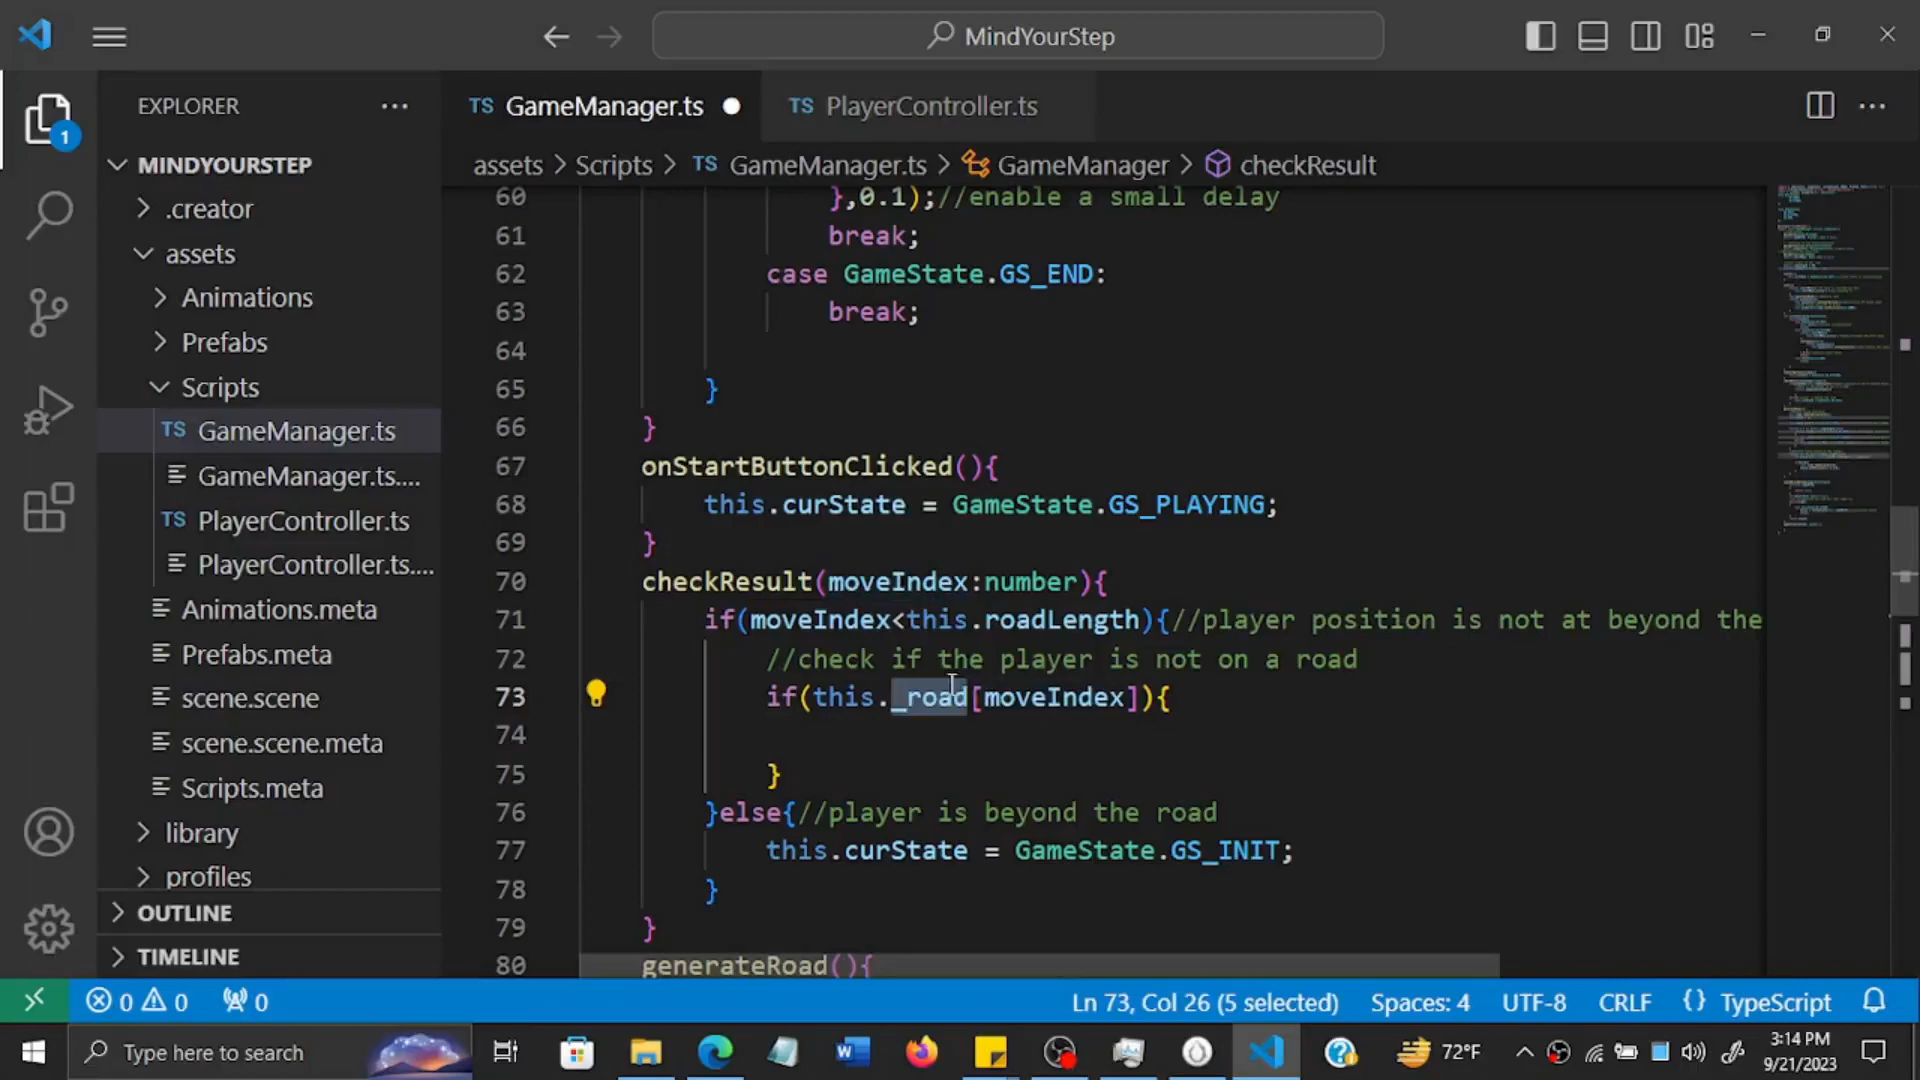 MindYourStep
EXPLORER
TS GameManager.ts
TS PlayerController.ts
1
MINDYOURSTEP
assets > Scripts > TS GameManager.ts > GameManager > checkResult
.creator
assets
Animations
Prefabs
Scripts
TS GameManager.ts
GameManager.ts....
TS PlayerController.ts
PlayerController.ts....
Animations.meta
Prefabs.meta
scene.scene
scene.scene.meta
Scripts.meta
library
profiles
OUTLINE
TIMELINE
60 },0.1);//enable a small delay
61 break;
62 case GameState.GS_END:
63 break;
64
65 }
66 }
67 onStartButtonClicked(){
68 this.curState = GameState.GS_PLAYING;
69 }
70 checkResult(moveIndex:number){
71 if(moveIndex<this.roadLength){//player position is not at beyond the
72 //check if the player is not on a road
73 if(this._road[moveIndex]){
74
75 }
76 }else{//player is beyond the road
77 this.curState = GameState.GS_INIT;
78 }
79 }
80 generateRoad(){
0 0 0 Ln 73, Col 26 (5 selected) Spaces: 4 UTF-8 CRLF {} TypeScript
Type here to search 72°F 3:14 PM
9/21/2023